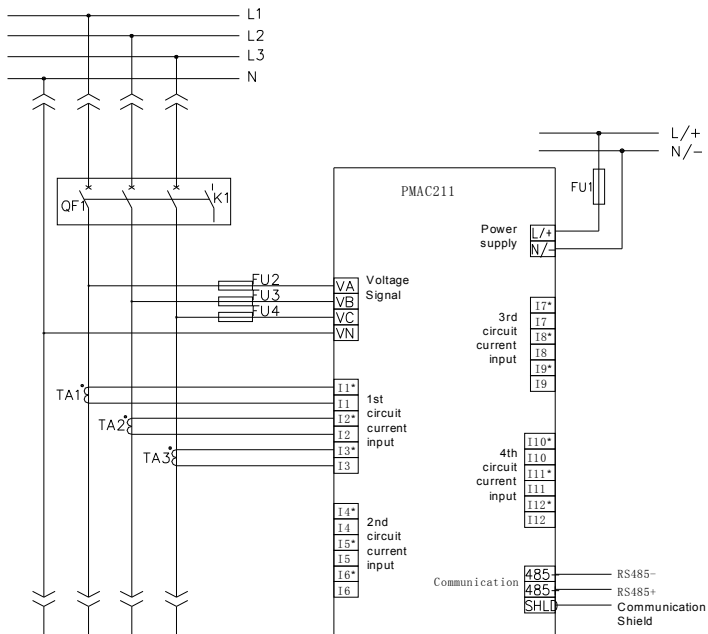 L1
L2
L3
N
L/+
N/-
FU1
QF1
K1
PMAC211
Power
supply
L/+
N/-
FU2
FU3
FU4
VA
VB
VC
VN
Voltage
Signal
I7*
I7
I8*
I8
I9*
I9
3rd
circuit
current
input
TA1
TA2
TA3
I1*
I1
I2*
I2
I3*
I3
1st
circuit
current
input
I10*
I10
I11*
I11
I12*
I12
4th
circuit
current
input
I4*
I4
I5*
I5
I6*
I6
2nd
circuit
current
input
Communication
485-
485-
SHLD
RS485-
RS485+
Communication
Shield